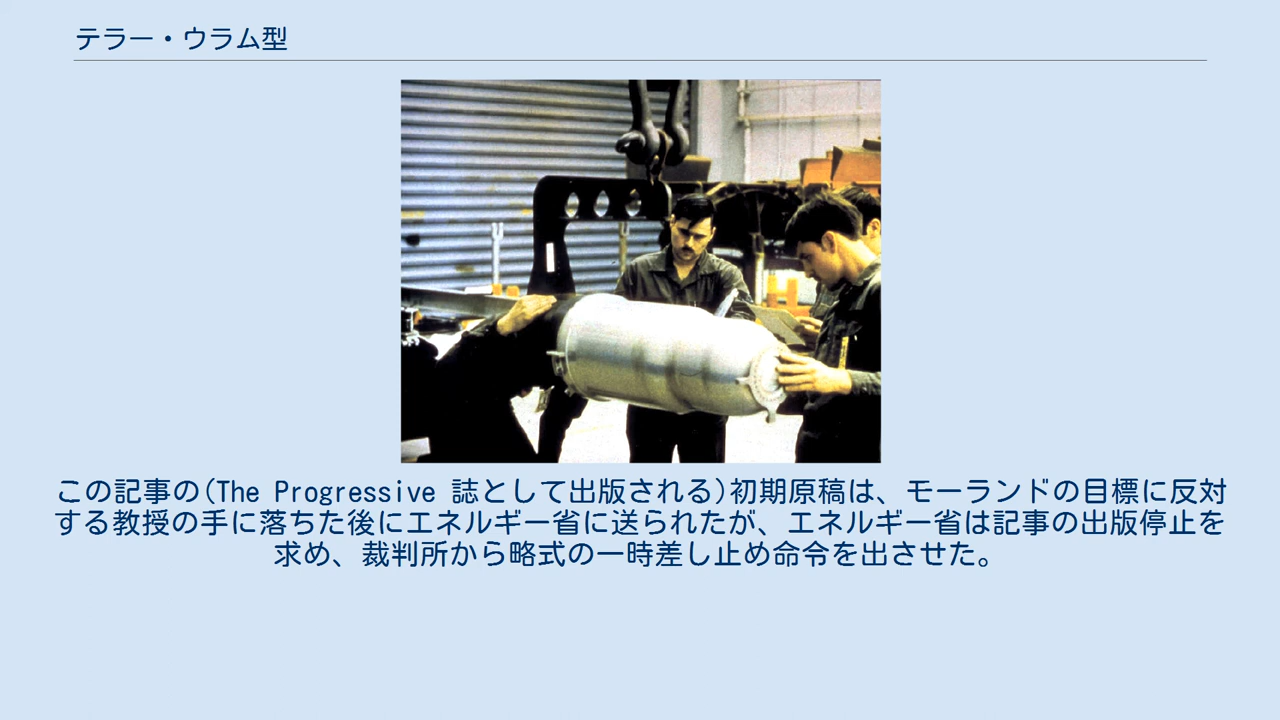 テラー・ウラム型
この記事の(The Progressive 誌として出版される)初期原稿は、モーランドの目標に反対
する教授の手に落ちた後にエネルギー省に送られたが、エネルギー省は記事の出版停止を
求め、裁判所から略式の一時差し止め命令を出させた。